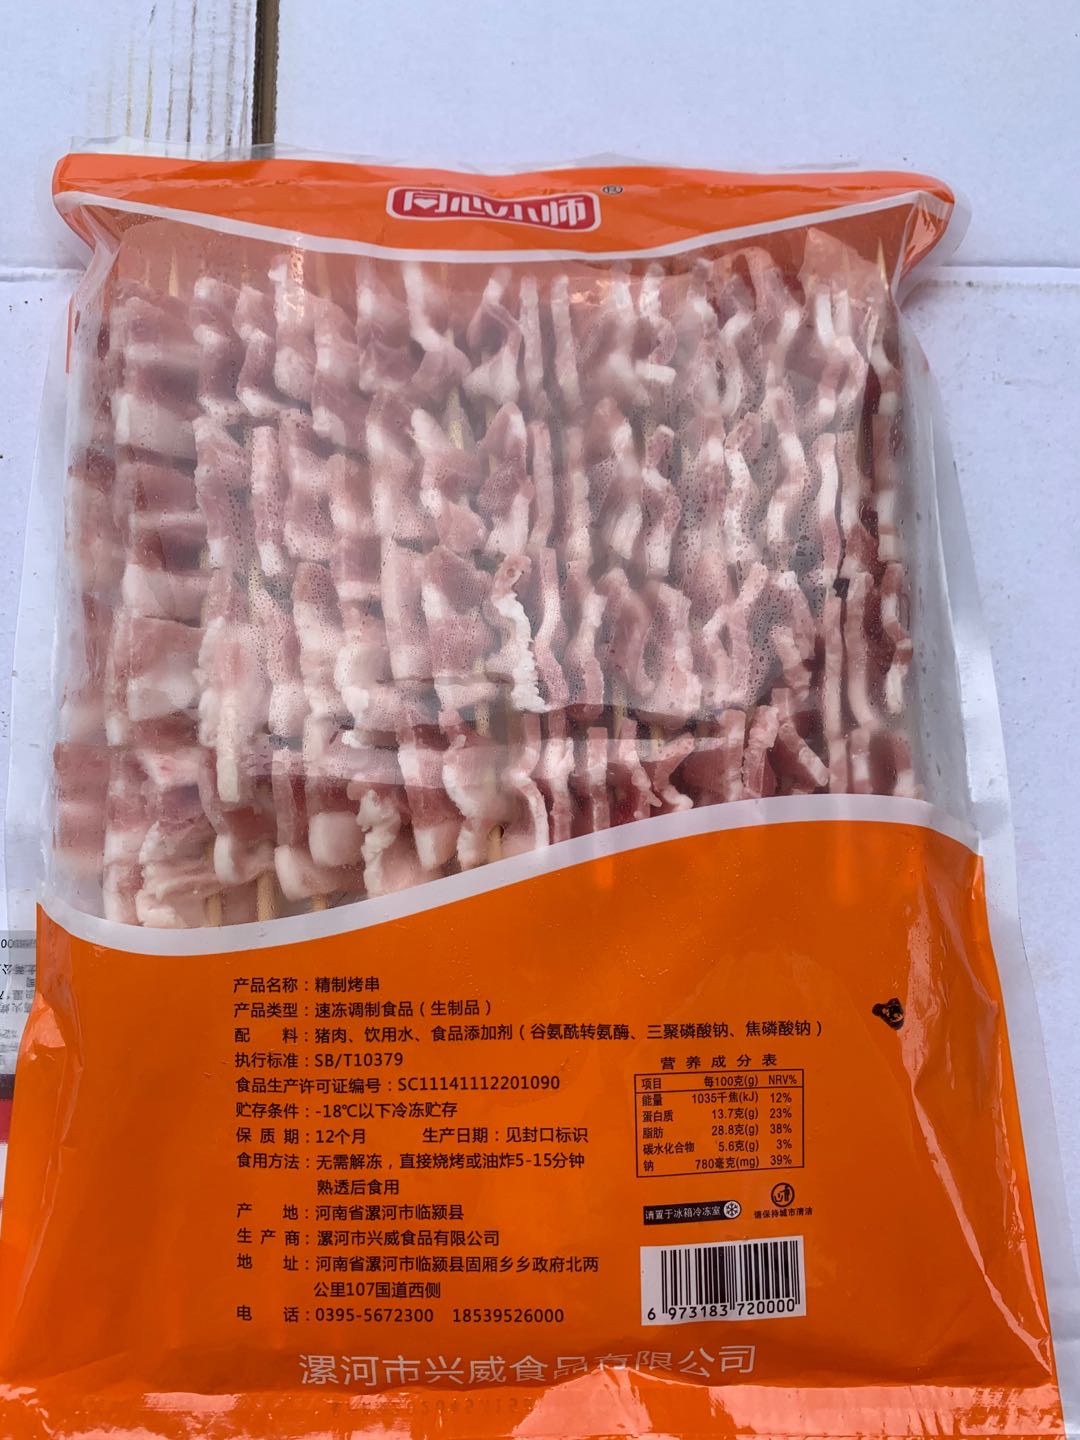 产品名称：精制烤串
产品类型：速冻调制食品（生制品）
配 料：猪肉、饮用水、食品添加剂（谷氨酰转氨酶、三聚磷酸钠、焦磷酸钠）
执行标准：SB/T10379
食品生产许可证编号：SC11141112201090
贮存条件：-18℃以下冷冻贮存
保 质 期：12个月 生产日期：见封口标识
食用方法：无需解冻，直接烧烤或油炸5-15分钟
熟透后食用
产 地：河南省漯河市临颍县
生 产 商：漯河市兴威食品有限公司
地 址：河南省漯河市临颍县固厢乡乡政府北两
公里107国道西侧
电 话：0395-5672300 18539526000
营 养 成 分 表
项目 每100克(g) NRV%
能量 1035千焦(kJ) 12%
蛋白质 13.7克(g) 23%
脂肪 28.8克(g) 38%
碳水化合物 5.6克(g) 3%
钠 780毫克(mg) 39%
请置于冰箱冷冻室
请保持城市清洁
6 973183 720000
漯河市兴威食品有限公司